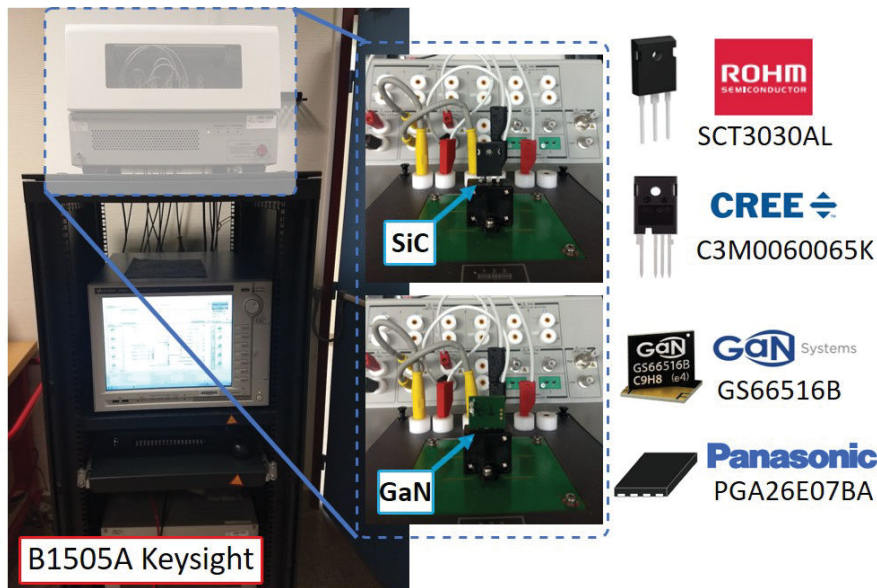 B1505A Keysight
SiC
GaN
ROHM
SEMICONDUCTOR
SCT3030AL
CREE
C3M0060065K
GaN
GS66516B
C9H8 (e4)
GaN Systems
GS66516B
Panasonic
PGA26E07BA